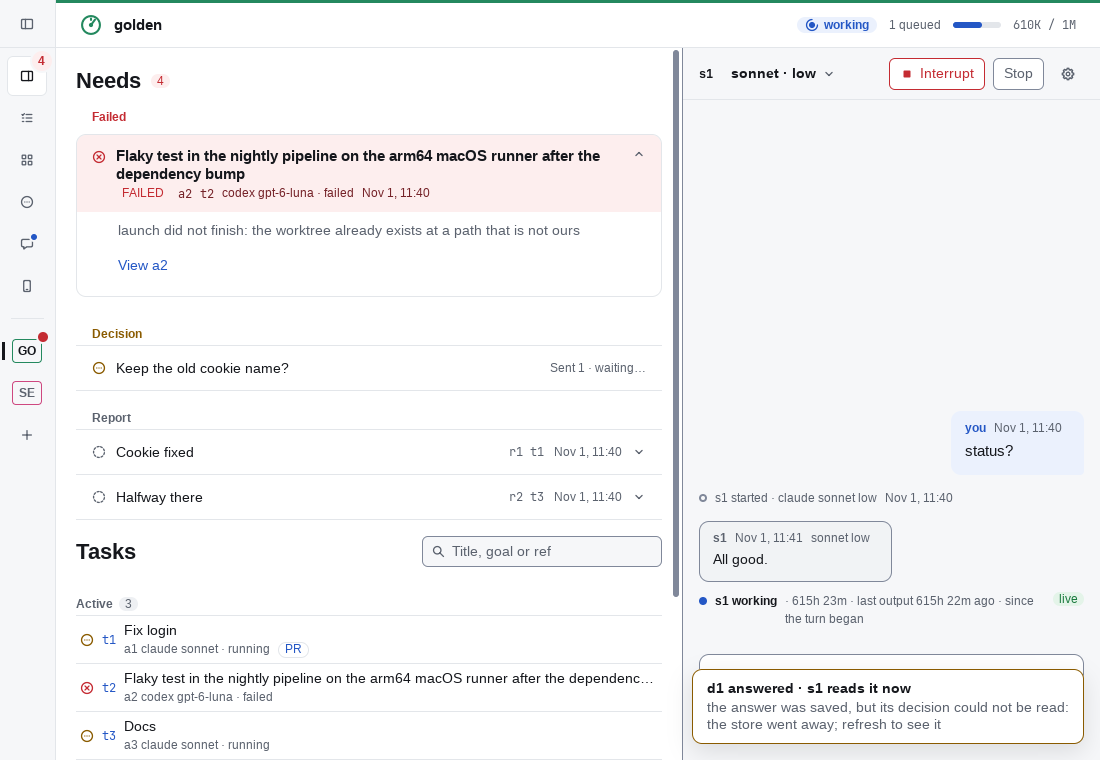 golden
working
1 queued
610K / 1M
4
GO
SE
Needs 4
Failed
Flaky test in the nightly pipeline on the arm64 macOS runner after the
dependency bump
FAILED a2 t2 codex gpt-6-luna · failed Nov 1, 11:40
launch did not finish: the worktree already exists at a path that is not ours
View a2
Decision
Keep the old cookie name?
Sent 1 · waiting…
Report
Cookie fixed
r1 t1 Nov 1, 11:40
Halfway there
r2 t3 Nov 1, 11:40
Tasks
Title, goal or ref
Active 3
t1
Fix login
a1 claude sonnet · running PR
t2
Flaky test in the nightly pipeline on the arm64 macOS runner after the dependenc…
a2 codex gpt-6-luna · failed
t3
Docs
a3 claude sonnet · running
s1 sonnet · low
Interrupt
Stop
you Nov 1, 11:40
status?
s1 started · claude sonnet low Nov 1, 11:40
s1 Nov 1, 11:41 sonnet low
All good.
s1 working · 615h 23m · last output 615h 22m ago · since
the turn began
live
d1 answered · s1 reads it now
the answer was saved, but its decision could not be read:
the store went away; refresh to see it